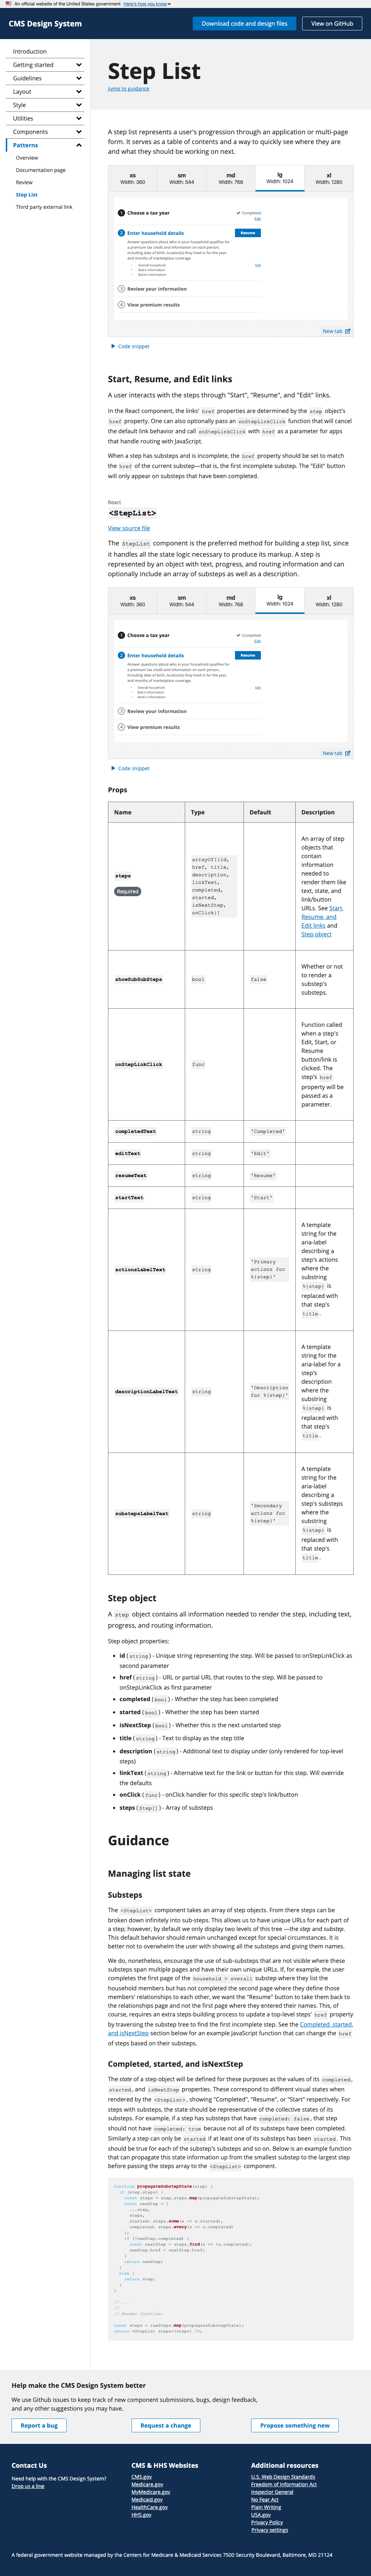 An official website of the United States government Here's how you know
CMS Design System
Download code and design files
View on GitHub
Introduction
Getting started
Guidelines
Layout
Style
Utilities
Components
Patterns
Overview
Documentation page
Review
Step List
Third party external link
Step List
Jump to guidance
A step list represents a user's progression through an application or multi-page
form. It serves as a table of contents and a way to quickly see where they
are and what they should be working on next.
xs
Width: 360
sm
Width: 544
md
Width: 768
lg
Width: 1024
xl
Width: 1280
1 Choose a tax year
Completed
Edit
2 Enter household details
Resume
Answer questions about who in your household qualifies for
a premium tax credit and other cost savings, including date
of birth, location(s) they lived in for the year,
and marketplace coverage.
Overall household
Edit
Bob's information
Barb's information
3 Review your information
4 View premium results
New tab
Code snippet
Start, Resume, and Edit links
A user interacts with the steps through "Start", "Resume", and "Edit" links.
In the React component, the links' href properties are determined by the step object's
href property. One can also optionally pass an onStepLinkClick function that will cancel
the default link behavior and call onStepLinkClick with href as a parameter for apps
that handle routing with JavaScript.
When a step has substeps and is incomplete, the href property should be set to match
the href of the current substep—that is, the first incomplete substep. The "Edit" button
will only appear on substeps that have been completed.
React
<StepList>
View source file
The StepList component is the preferred method for building a step list, since
it handles all the state logic necessary to produce its markup. A step is
represented by an object with text, progress, and routing information and can
optionally include an array of substeps as well as a description.
xs
Width: 360
sm
Width: 544
md
Width: 768
lg
Width: 1024
xl
Width: 1280
1 Choose a tax year
Completed
Edit
2 Enter household details
Resume
Overall household
Edit
Bob's information
Barb's information
3 Review your information
4 View premium results
New tab
Code snippet
Props
Name Type Default Description
steps
Required
arrayOf[{id,
href, title,
description,
linkText,
completed,
started,
isNextStep,
onClick}]
An array of step
objects that
contain
information
needed to
render them like
text, state, and
link/button
URLs. See Start,
Resume, and
Edit links and
Step object
showSubSubSteps bool false
Whether or not
to render a
substep's
substeps.
onStepLinkClick func
Function called
when a step's
Edit, Start, or
Resume
button/link is
clicked. The
step's href
property will be
passed as a
parameter.
completedText string 'Completed'
editText string 'Edit'
resumeText string 'Resume'
startText string 'Start'
actionsLabelText string
'Primary
actions for
%{step}'
A template
string for the
aria-label
describing a
step's actions
where the
substring
%{step} is
replaced with
that step's
title.
descriptionLabelText string
'Description
for %{step}'
A template
string for the
aria-label for a
step's
description
where the
substring
%{step} is
replaced with
that step's
title.
substepsLabelText string
'Secondary
actions for
%{step}'
A template
string for the
aria-label
describing a
step's substeps
where the
substring
%{step} is
replaced with
that step's
title.
Step object
A step object contains all information needed to render the step, including text,
progress, and routing information.
Step object properties:
id (string) - Unique string representing the step. Will be passed to onStepLinkClick as
second parameter
href (string) - URL or partial URL that routes to the step. Will be passed to
onStepLinkClick as first parameter
completed (bool) - Whether the step has been completed
started (bool) - Whether the step has been started
isNextStep (bool) - Whether this is the next unstarted step
title (string) - Text to display as the step title
description (string) - Additional text to display under (only rendered for top-level
steps)
linkText (string) - Alternative text for the link or button for this step. Will override
the defaults
onClick (func) - onClick handler for this specific step's link/button
steps (Step[]) - Array of substeps
Guidance
Managing list state
Substeps
The <StepList> component takes an array of step objects. From there steps can be
broken down infinitely into sub-steps. This allows us to have unique URLs for each part of
a step; however, by default we only display two levels of this tree —the step and substep.
This default behavior should remain unchanged except for special circumstances. It is
better not to overwhelm the user with showing all the substeps and giving them names.
We do, nonetheless, encourage the use of sub-substeps that are not visible where these
substeps span multiple pages and have their own unique URLs. If, for example, the user
completes the first page of the household > overall substep where they list the
household members but has not completed the second page where they define those
members' relationships to each other, we want the "Resume" button to take them back to
the relationships page and not the first page where they entered their names. This, of
course, requires an extra steps-building process to update a top-level steps' href property
by traversing the substep tree to find the first incomplete step. See the Completed, started,
and isNextStep section below for an example JavaScript function that can change the href
of steps based on their substeps.
Completed, started, and isNextStep
The state of a step object will be defined for these purposes as the values of its completed,
started, and isNextStep properties. These correspond to different visual states when
rendered by the <StepList>, showing "Completed", "Resume", or "Start" respectively. For
steps with substeps, the state should be representative of the collective states of its
substeps. For example, if a step has substeps that have completed: false, that step
should not have completed: true because not all of its substeps have been completed.
Similarly a step can only be started if at least one of its substeps has been started. This
should be true for each of the substep's substeps and so on. Below is an example function
that can propagate this state information up from the smallest substeps to the largest step
before passing the steps array to the <StepList> component.
function propagateSubstepState(step) {
if (step.steps) {
const steps = step.steps.map(propagateSubstepState);
const newStep = {
...step,
steps,
started: steps.some(s => s.started),
completed: steps.every(s => s.completed)
};
if (!newStep.completed) {
const nextStep = steps.find(s => !s.completed);
newStep.href = nextStep.href;
}
return newStep;
}
else {
return step;
}
}
// ...
//
// Render function:
const steps = rawSteps.map(propagateSubstepState);
return <StepList steps={steps} />;
Help make the CMS Design System better
We use Github issues to keep track of new component submissions, bugs, design feedback,
and any other suggestions you may have.
Report a bug
Request a change
Propose something new
Contact Us
Need help with the CMS Design System?
Drop us a line
CMS & HHS Websites
CMS.gov
Medicare.gov
MyMedicare.gov
Medicaid.gov
HealthCare.gov
HHS.gov
Additional resources
U.S. Web Design Standards
Freedom of Information Act
Inspector General
No Fear Act
Plain Writing
USA.gov
Privacy Policy
Privacy settings
A federal government website managed by the Centers for Medicare & Medicaid Services 7500 Security Boulevard, Baltimore, MD 21124